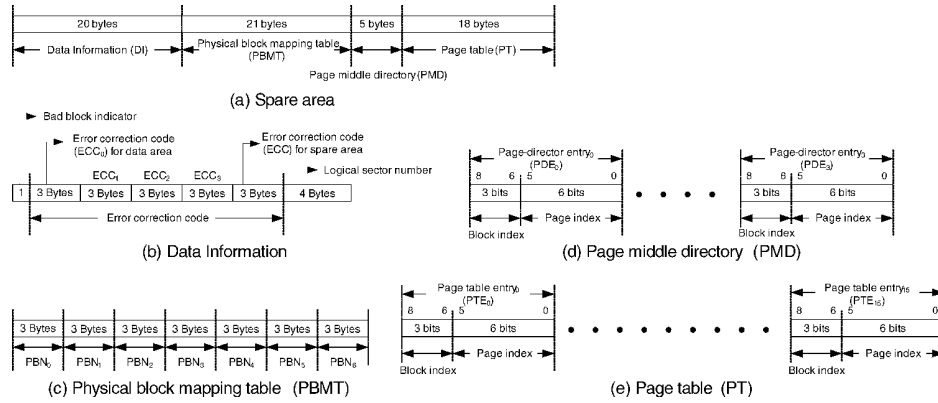 20 bytes 21 bytes 5 bytes 18 bytes
Data Information (DI) Physical block mapping table (PBMT) Page table (PT)
Page middle directory (PMD)
(a) Spare area
Bad block indicator
Error correction code (ECC0) for data area
Error correction code (ECC) for spare area
Logical sector number
ECC1 ECC2 ECC3
1 3 Bytes 3 Bytes 3 Bytes 3 Bytes 3 Bytes 4 Bytes
Error correction code
(b) Data Information
3 Bytes 3 Bytes 3 Bytes 3 Bytes 3 Bytes 3 Bytes 3 Bytes
PBN0 PBN1 PBN2 PBN3 PBN4 PBN5 PBN6
(c) Physical block mapping table (PBMT)
Page-director entry0 Page-director entry3
(PDE0) (PDE3)
8 6 5 0 8 6 5 0
3 bits 6 bits 3 bits 6 bits
Block index Page index Block index Page index
(d) Page middle directory (PMD)
Page table entry0 Page table entry15
(PTE0) (PTE15)
8 6 5 0 8 6 5 0
3 bits 6 bits 3 bits 6 bits
Block index Page index Block index Page index
(e) Page table (PT)